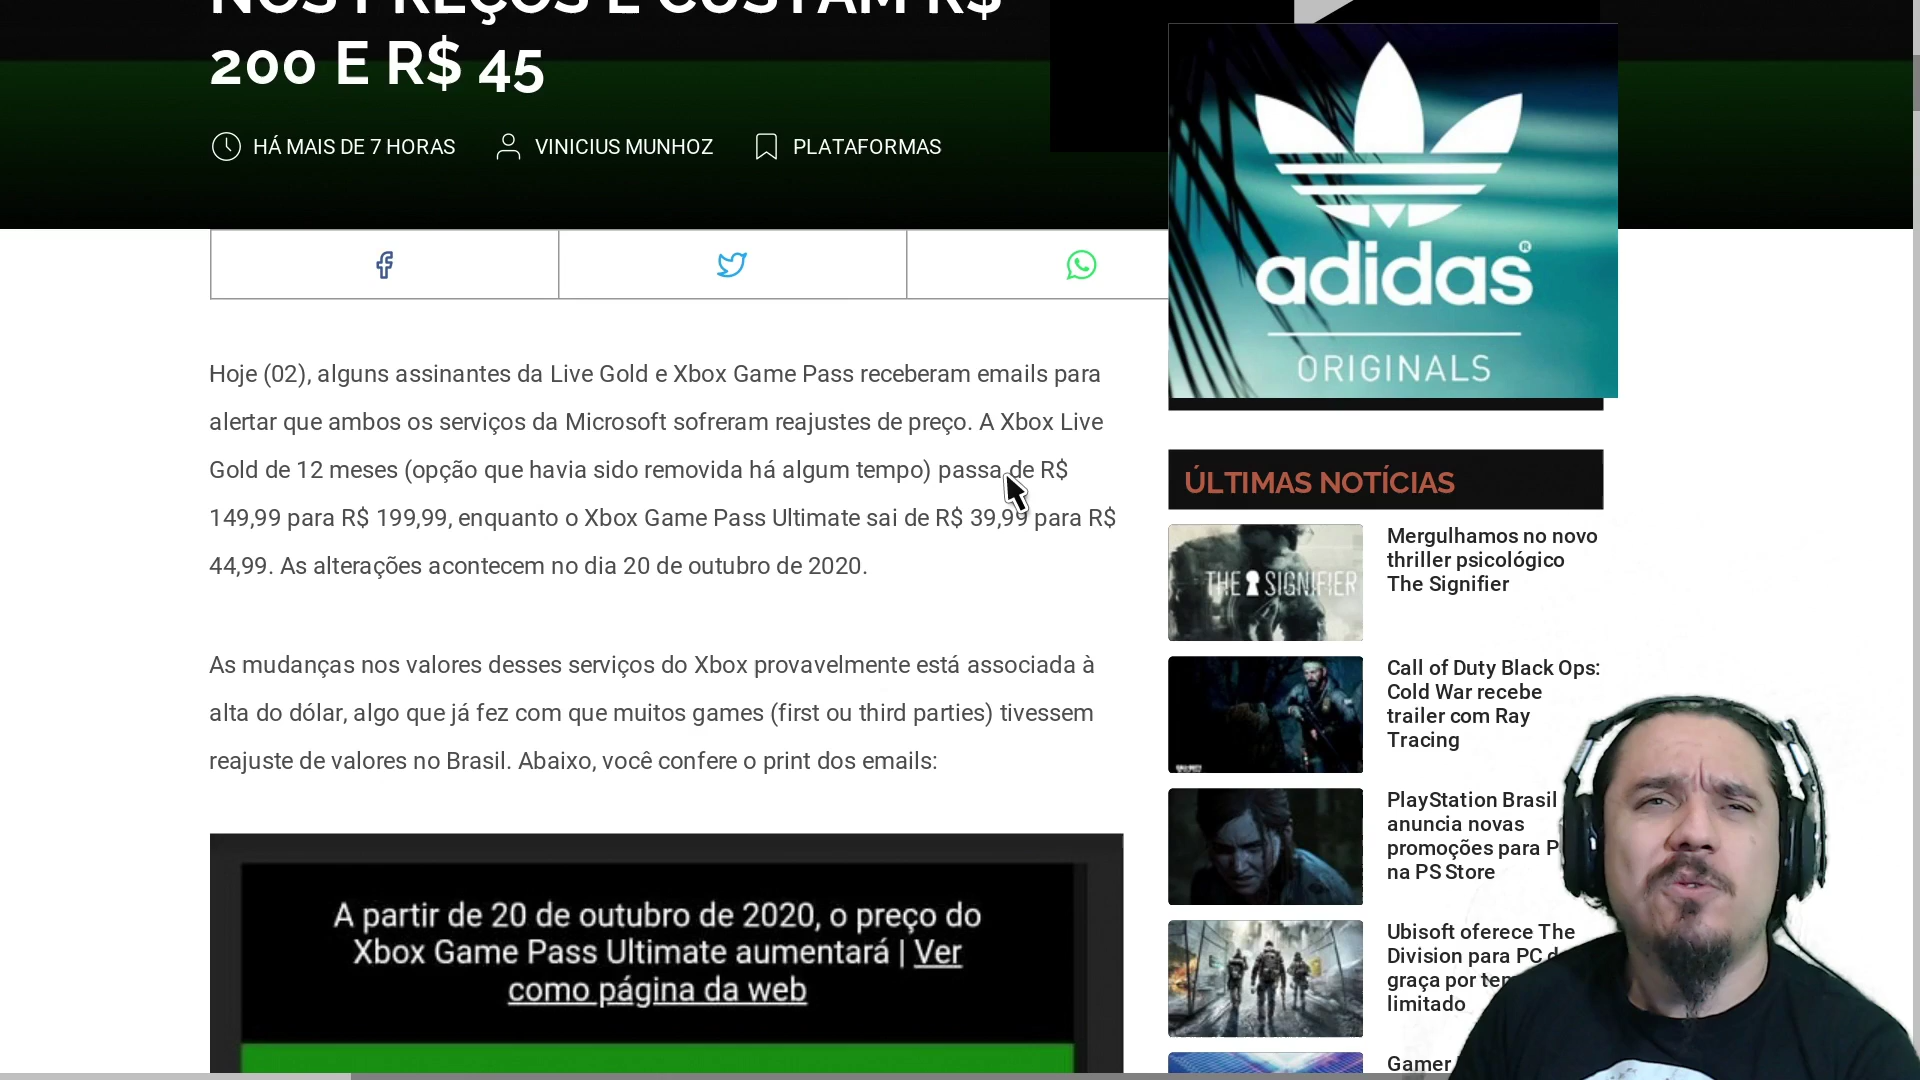 NOS PREÇOS E CUSTAM R$
200 E R$ 45
HÁ MAIS DE 7 HORAS
VINICIUS MUNHOZ
PLATAFORMAS
adidas
ORIGINALS
Hoje (02), alguns assinantes da Live Gold e Xbox Game Pass receberam emails para
alertar que ambos os serviços da Microsoft sofreram reajustes de preço. A Xbox Live
Gold de 12 meses (opção que havia sido removida há algum tempo) passa de R$
149,99 para R$ 199,99, enquanto o Xbox Game Pass Ultimate sai de R$ 39,99 para R$
44,99. As alterações acontecem no dia 20 de outubro de 2020.
As mudanças nos valores desses serviços do Xbox provavelmente está associada à
alta do dólar, algo que já fez com que muitos games (first ou third parties) tivessem
reajuste de valores no Brasil. Abaixo, você confere o print dos emails:
A partir de 20 de outubro de 2020, o preço do
Xbox Game Pass Ultimate aumentará | Ver
como página da web
ÚLTIMAS NOTÍCIAS
THE SIGNIFIER
Mergulhamos no novo
thriller psicológico
The Signifier
Call of Duty Black Ops:
Cold War recebe
trailer com Ray
Tracing
PlayStation Brasil
anuncia novas
promoções para P
na PS Store
Ubisoft oferece The
Division para PC d
graça por tem
limitado
Gamer